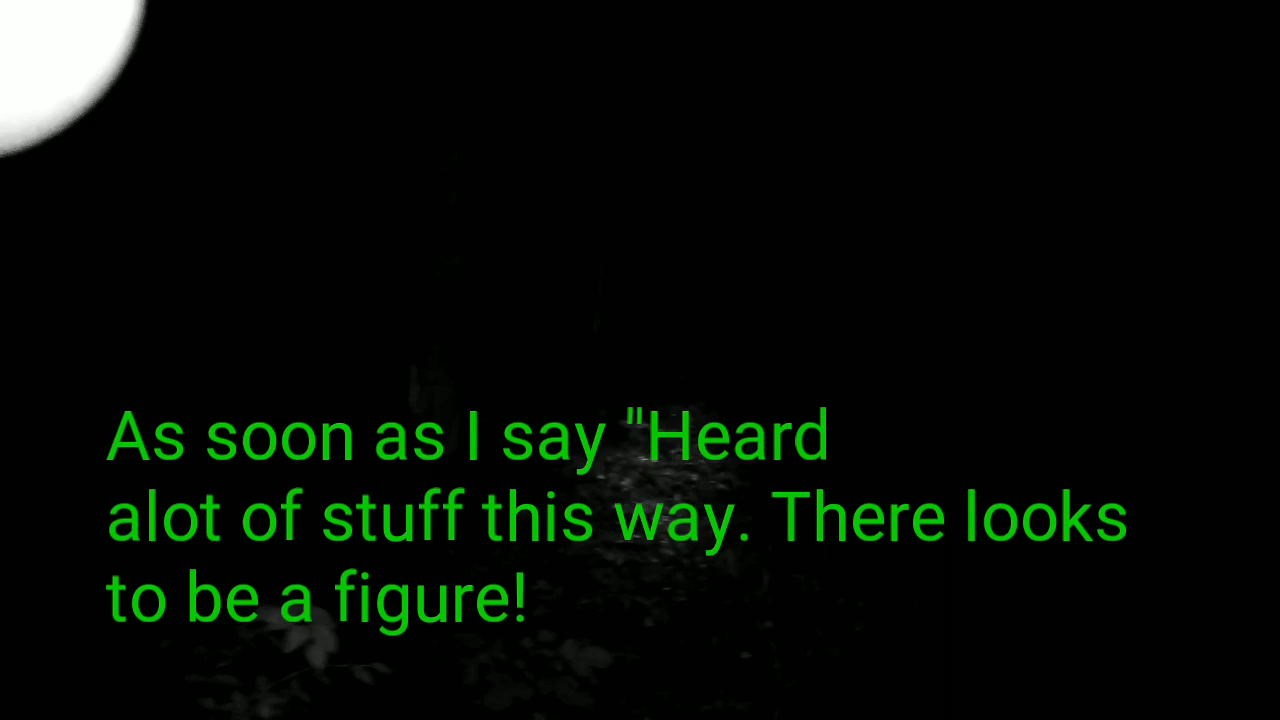 As soon as I say "Heard
alot of stuff this way. There looks
to be a figure!